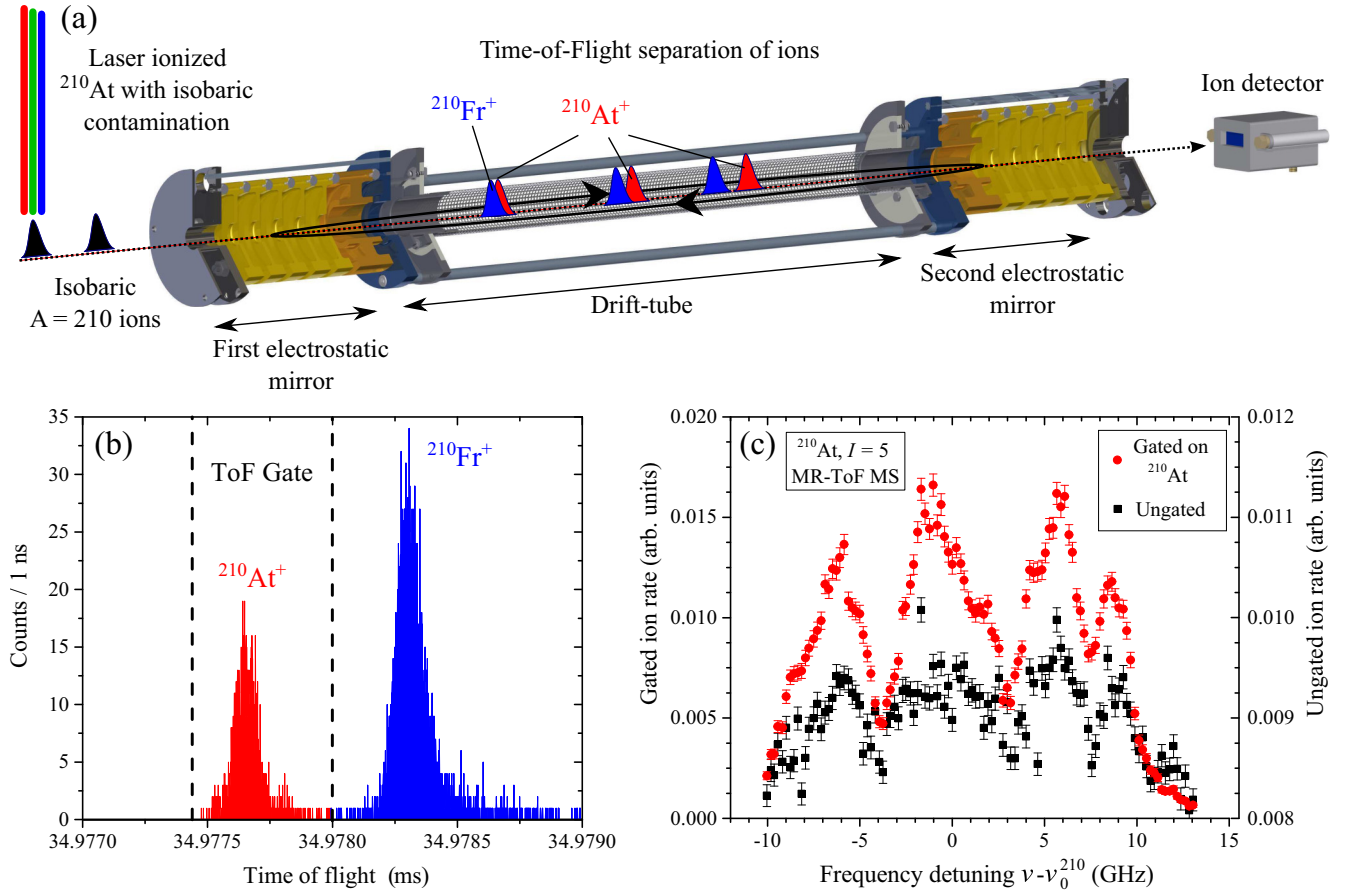 (a)
Laser ionized
²¹⁰At with isobaric
contamination
Time-of-Flight separation of ions
²¹⁰Fr⁺
²¹⁰At⁺
Ion detector
Isobaric
A = 210 ions
First electrostatic
mirror
Drift-tube
Second electrostatic
mirror
(b)
ToF Gate
²¹⁰At⁺
²¹⁰Fr⁺
35
30
25
20
15
10
5
0
Counts / 1 ns
34.9770 34.9775 34.9780 34.9785 34.9790
Time of flight (ms)
(c)
²¹⁰At, I = 5
MR-ToF MS
Gated on
²¹⁰At
Ungated
0.020
0.015
0.010
0.005
0.000
Gated ion rate (arb. units)
0.012
0.011
0.010
0.009
0.008
Ungated ion rate (arb. units)
-10 -5 0 5 10 15
Frequency detuning ν-ν₀²¹⁰ (GHz)